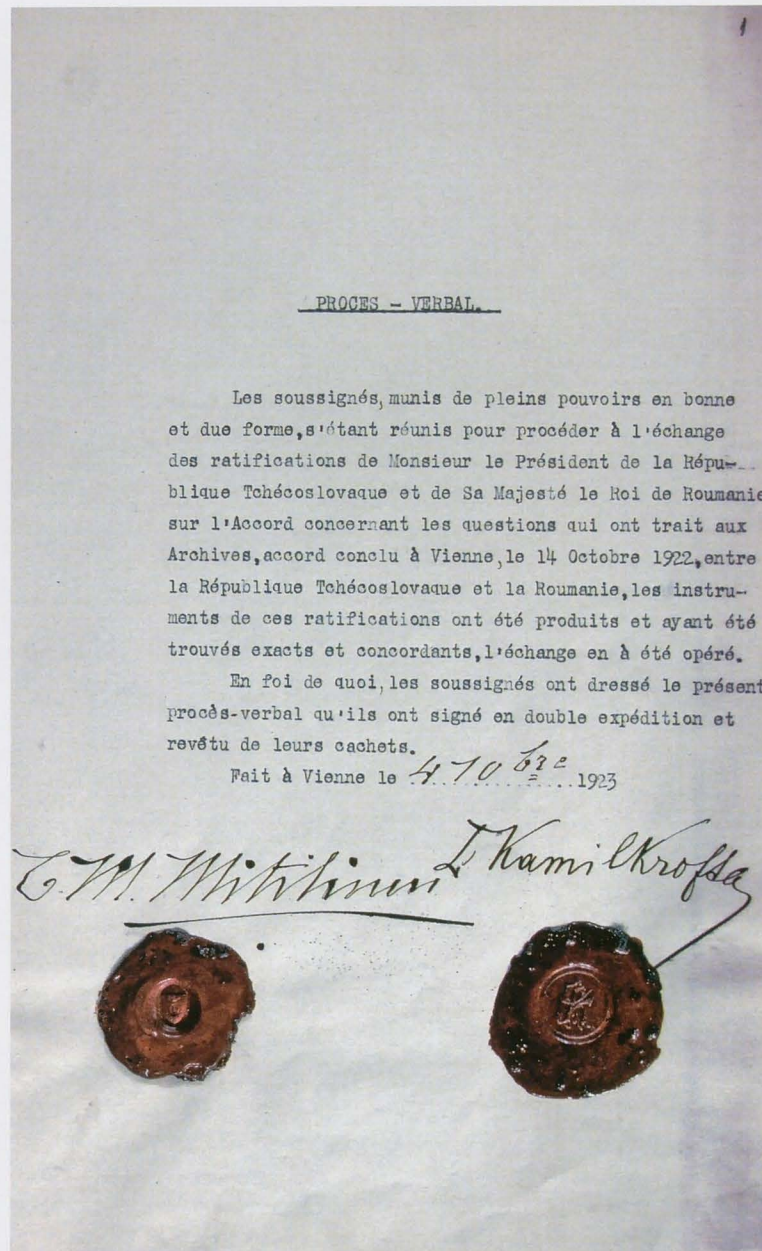 1
PROCES - VERBAL.
Les soussignés, munis de pleins pouvoirs en bonne
et due forme, s'étant réunis pour procéder à l'échange
des ratifications de Monsieur le Président de la Répu-
blique Tchécoslovaque et de Sa Majesté le Roi de Roumanie
sur l'Accord concernant les questions qui ont trait aux
Archives, accord conclu à Vienne, le 14 Octobre 1922, entre
la République Tchécoslovaque et la Roumanie, les instru-
ments de ces ratifications ont été produits et ayant été
trouvés exacts et concordants, l'échange en à été opéré.
En foi de quoi, les soussignés ont dressé le présent
procès-verbal qu'ils ont signé en double expédition et
revêtu de leurs cachets.
Fait à Vienne le 4 10bre 1923
C. M. Mitilineu Kamil Krofta